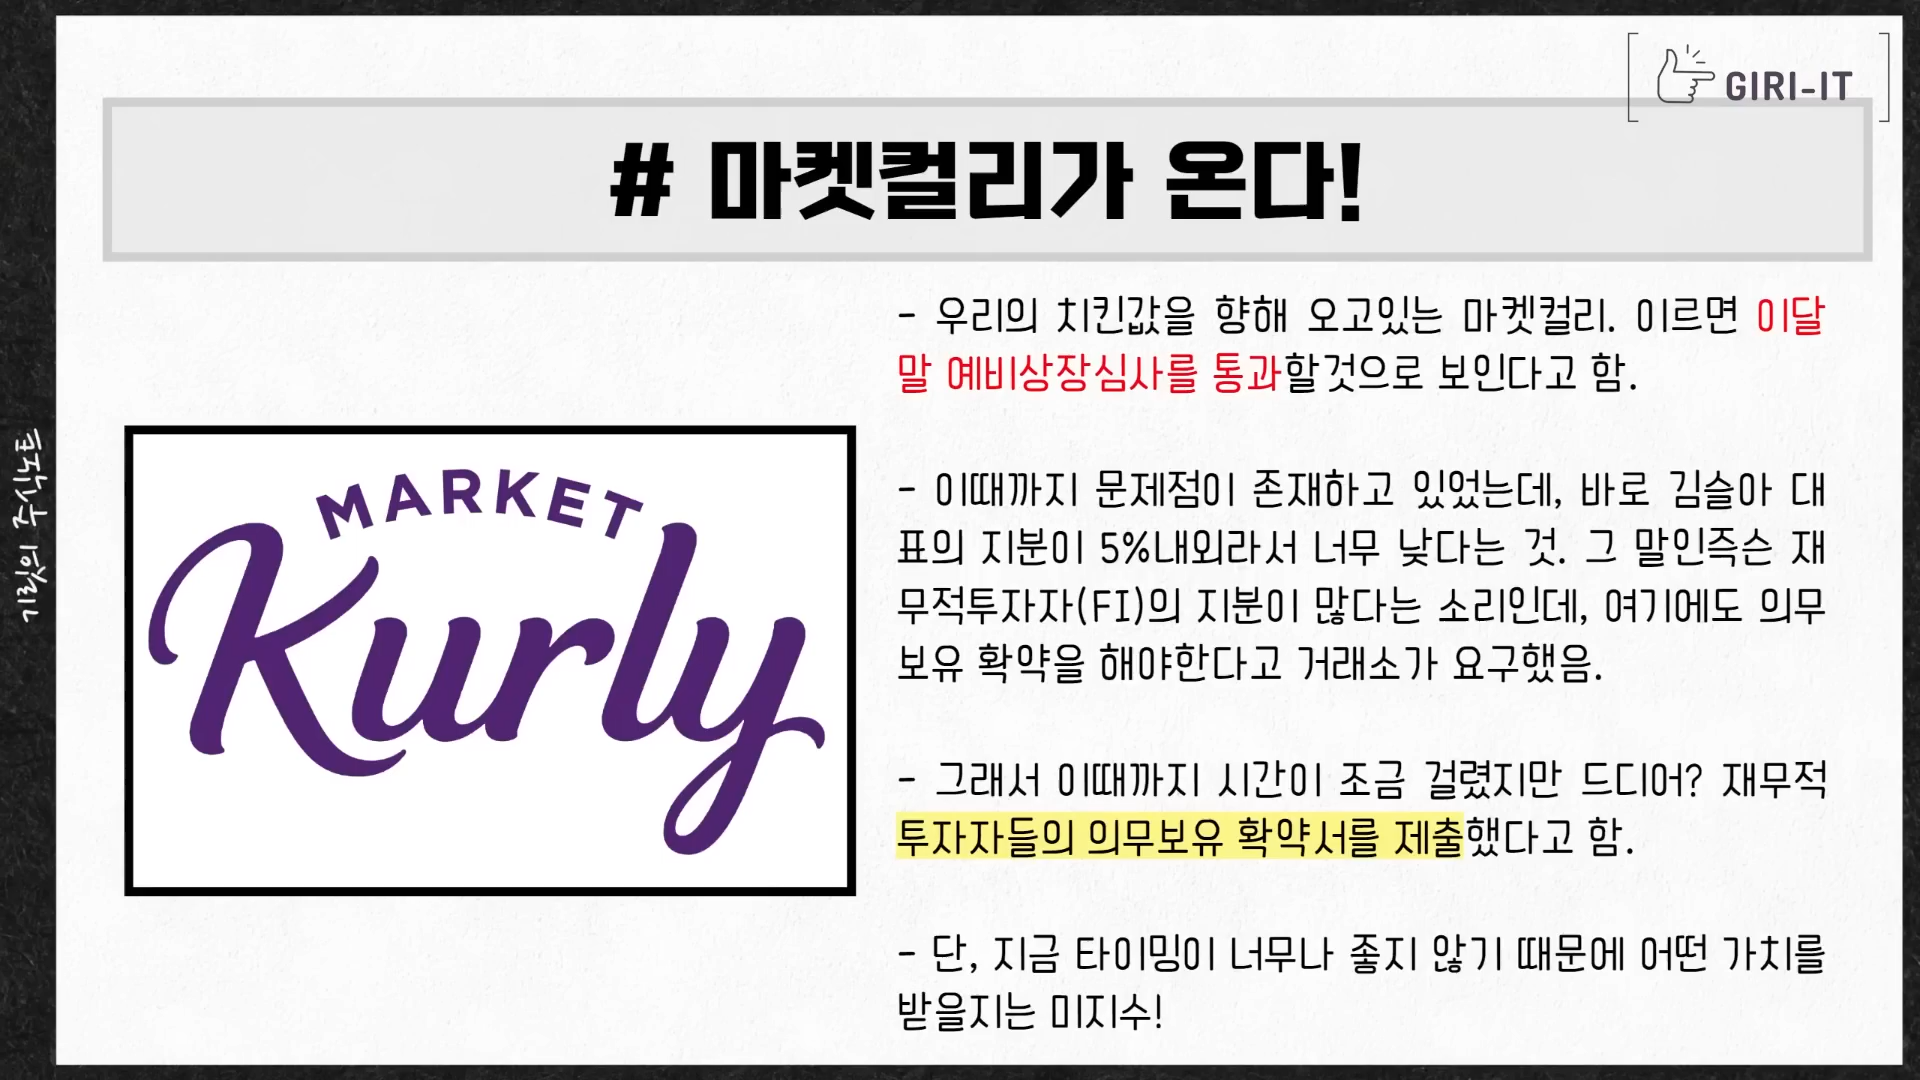 GIRI-IT
# 마켓컬리가 온다!
- 우리의 치킨값을 향해 오고있는 마켓컬리. 이르면 이달
말 예비상장심사를 통과할것으로 보인다고 함.
- 이때까지 문제점이 존재하고 있었는데, 바로 김슬아 대
표의 지분이 5%내외라서 너무 낮다는 것. 그 말인즉슨 재
무적투자자(FI)의 지분이 많다는 소리인데, 여기에도 의무
보유 확약을 해야한다고 거래소가 요구했음.
- 그래서 이때까지 시간이 조금 걸렸지만 드디어? 재무적
투자자들의 의무보유 확약서를 제출했다고 함.
- 단, 지금 타이밍이 너무나 좋지 않기 때문에 어떤 가치를
받을지는 미지수!
MARKET
Kurly
기릿의 주식노트